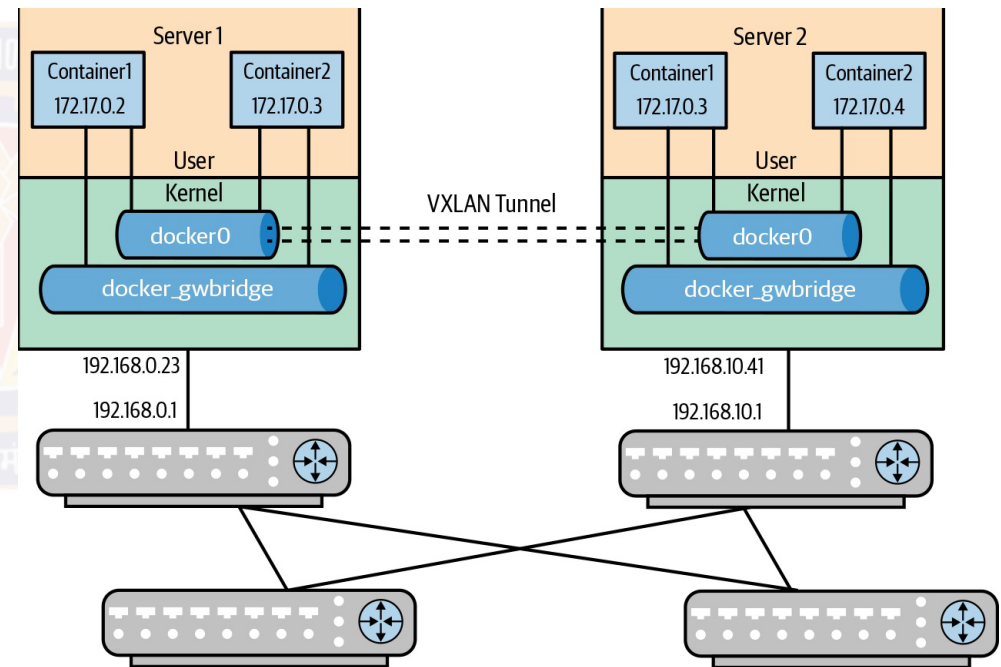 Server 1
Container1
172.17.0.2
Container2
172.17.0.3
User
Kernel
docker0
docker_gwbridge
192.168.0.23
192.168.0.1
VXLAN Tunnel
Server 2
Container1
172.17.0.3
Container2
172.17.0.4
User
Kernel
docker0
docker_gwbridge
192.168.10.41
192.168.10.1